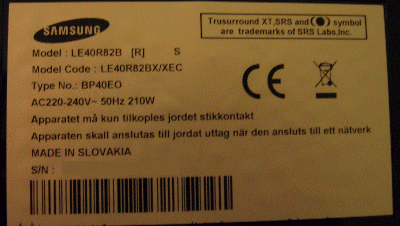 SAMSUNG
Trusurround XT,SRS and (●) symbol
are trademarks of SRS Labs,Inc.
Model : LE40R82B [R] S
Model Code : LE40R82BX/XEC
Type No.: BP40EO
AC220-240V~ 50Hz 210W
CE
Apparatet må kun tilkoples jordet stikkontakt
Apparaten skall anslutas till jordat uttag när den ansluts till ett nätverk
MADE IN SLOVAKIA
S/N :